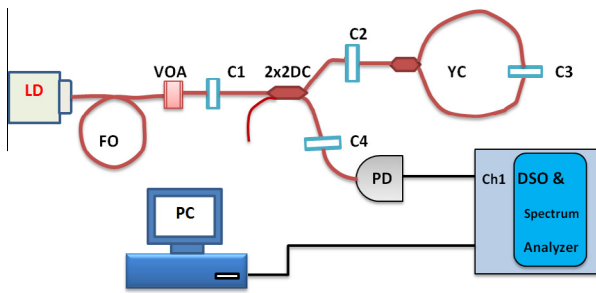 LD
FO
VOA
C1
2x2DC
C2
YC
C3
C4
PD
Ch1
DSO &
Spectrum
Analyzer
PC